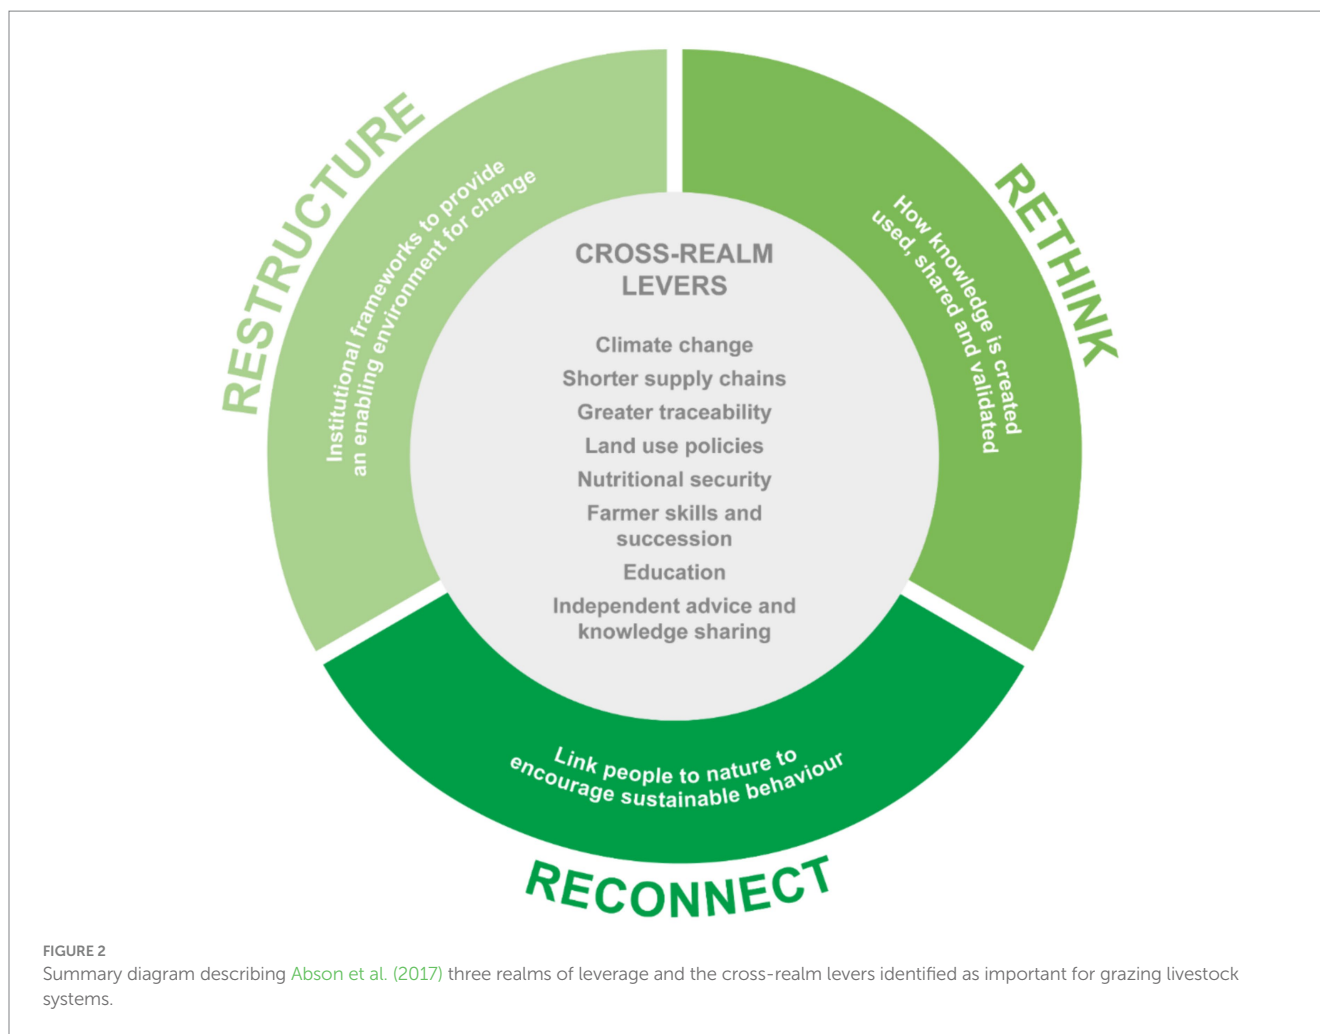 RESTRUCTURE
Institutional frameworks to provide
an enabling environment for change
RETHINK
How knowledge is created
used, shared and validated
CROSS-REALM
LEVERS
Climate change
Shorter supply chains
Greater traceability
Land use policies
Nutritional security
Farmer skills and
succession
Education
Independent advice and
knowledge sharing
Link people to nature to
encourage sustainable behaviour
RECONNECT
FIGURE 2
Summary diagram describing Abson et al. (2017) three realms of leverage and the cross-realm levers identified as important for grazing livestock
systems.